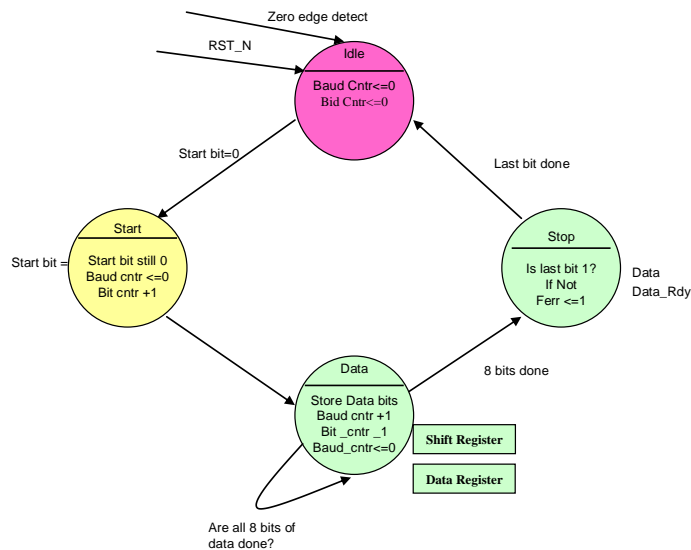 Zero edge detect
RST_N
Idle
Baud Cntr<=0
Bid Cntr<=0
Start bit=0
Last bit done
Start
Start bit still 0
Baud cntr <=0
Bit cntr +1
Start bit =
Stop
Is last bit 1?
If Not
Ferr <=1
Data
Data_Rdy
Data
Store Data bits
Baud cntr +1
Bit _cntr _1
Baud_cntr<=0
8 bits done
Shift Register
Data Register
Are all 8 bits of
data done?